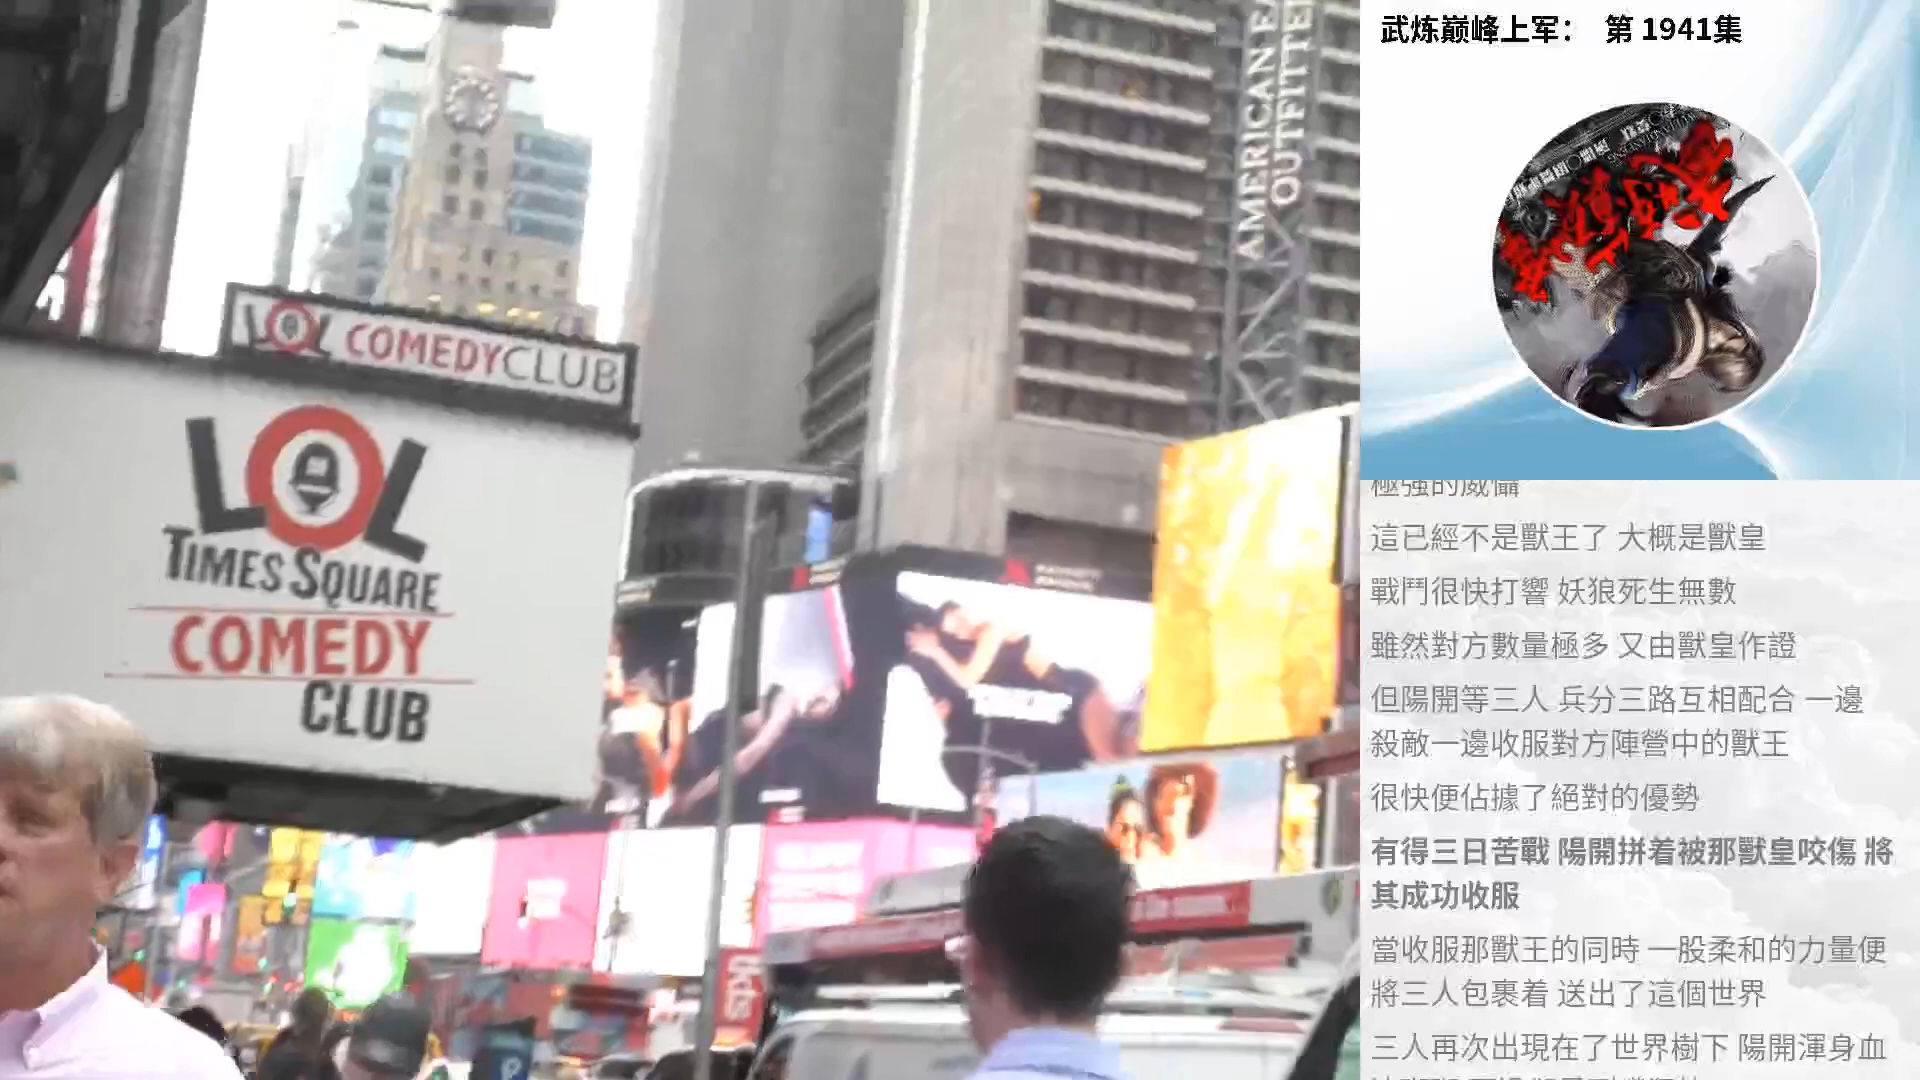 AMERICAN EA
OUTFITTE
LOL COMEDYCLUB
LOL
TIMES SQUARE
COMEDY
CLUB
tkts
武炼巅峰上军： 第 1941集
極強的威懾
這已經不是獸王了 大概是獸皇
戰鬥很快打響 妖狼死生無數
雖然對方數量極多 又由獸皇作證
但陽開等三人 兵分三路互相配合 一邊
殺敵一邊收服對方陣營中的獸王
很快便佔據了絕對的優勢
有得三日苦戰 陽開拼着被那獸皇咬傷 將
其成功收服
當收服那獸王的同時 一股柔和的力量便
將三人包裹着 送出了這個世界
三人再次出現在了世界樹下 陽開渾身血